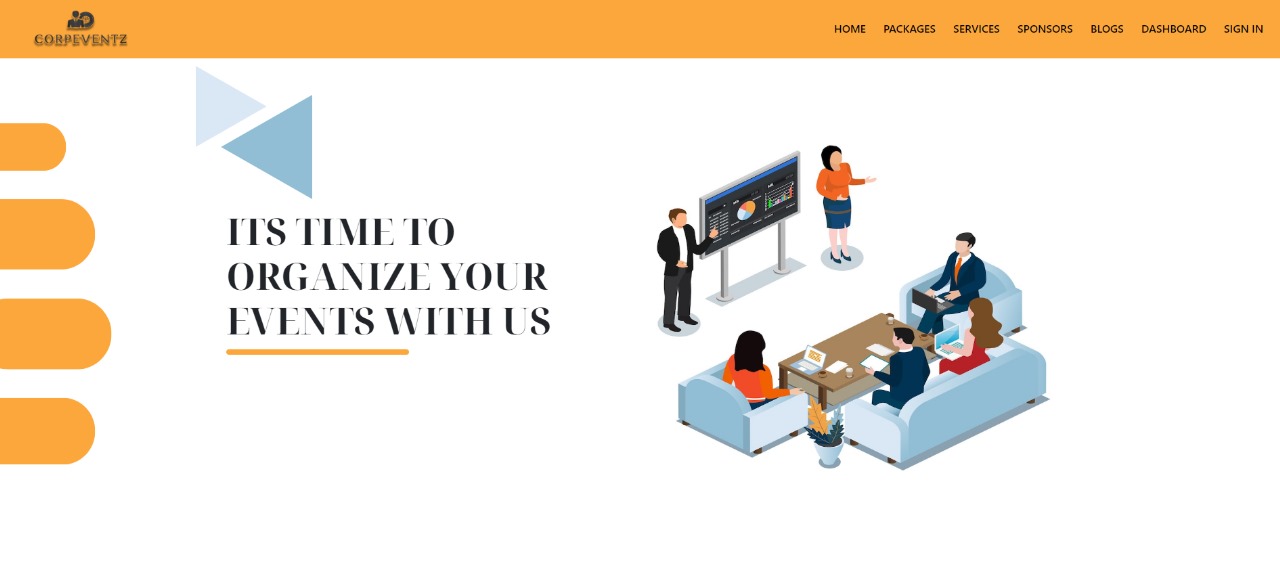 CORPEVENTZ
HOME PACKAGES SERVICES SPONSORS BLOGS DASHBOARD SIGN IN
ITS TIME TO
ORGANIZE YOUR
EVENTS WITH US